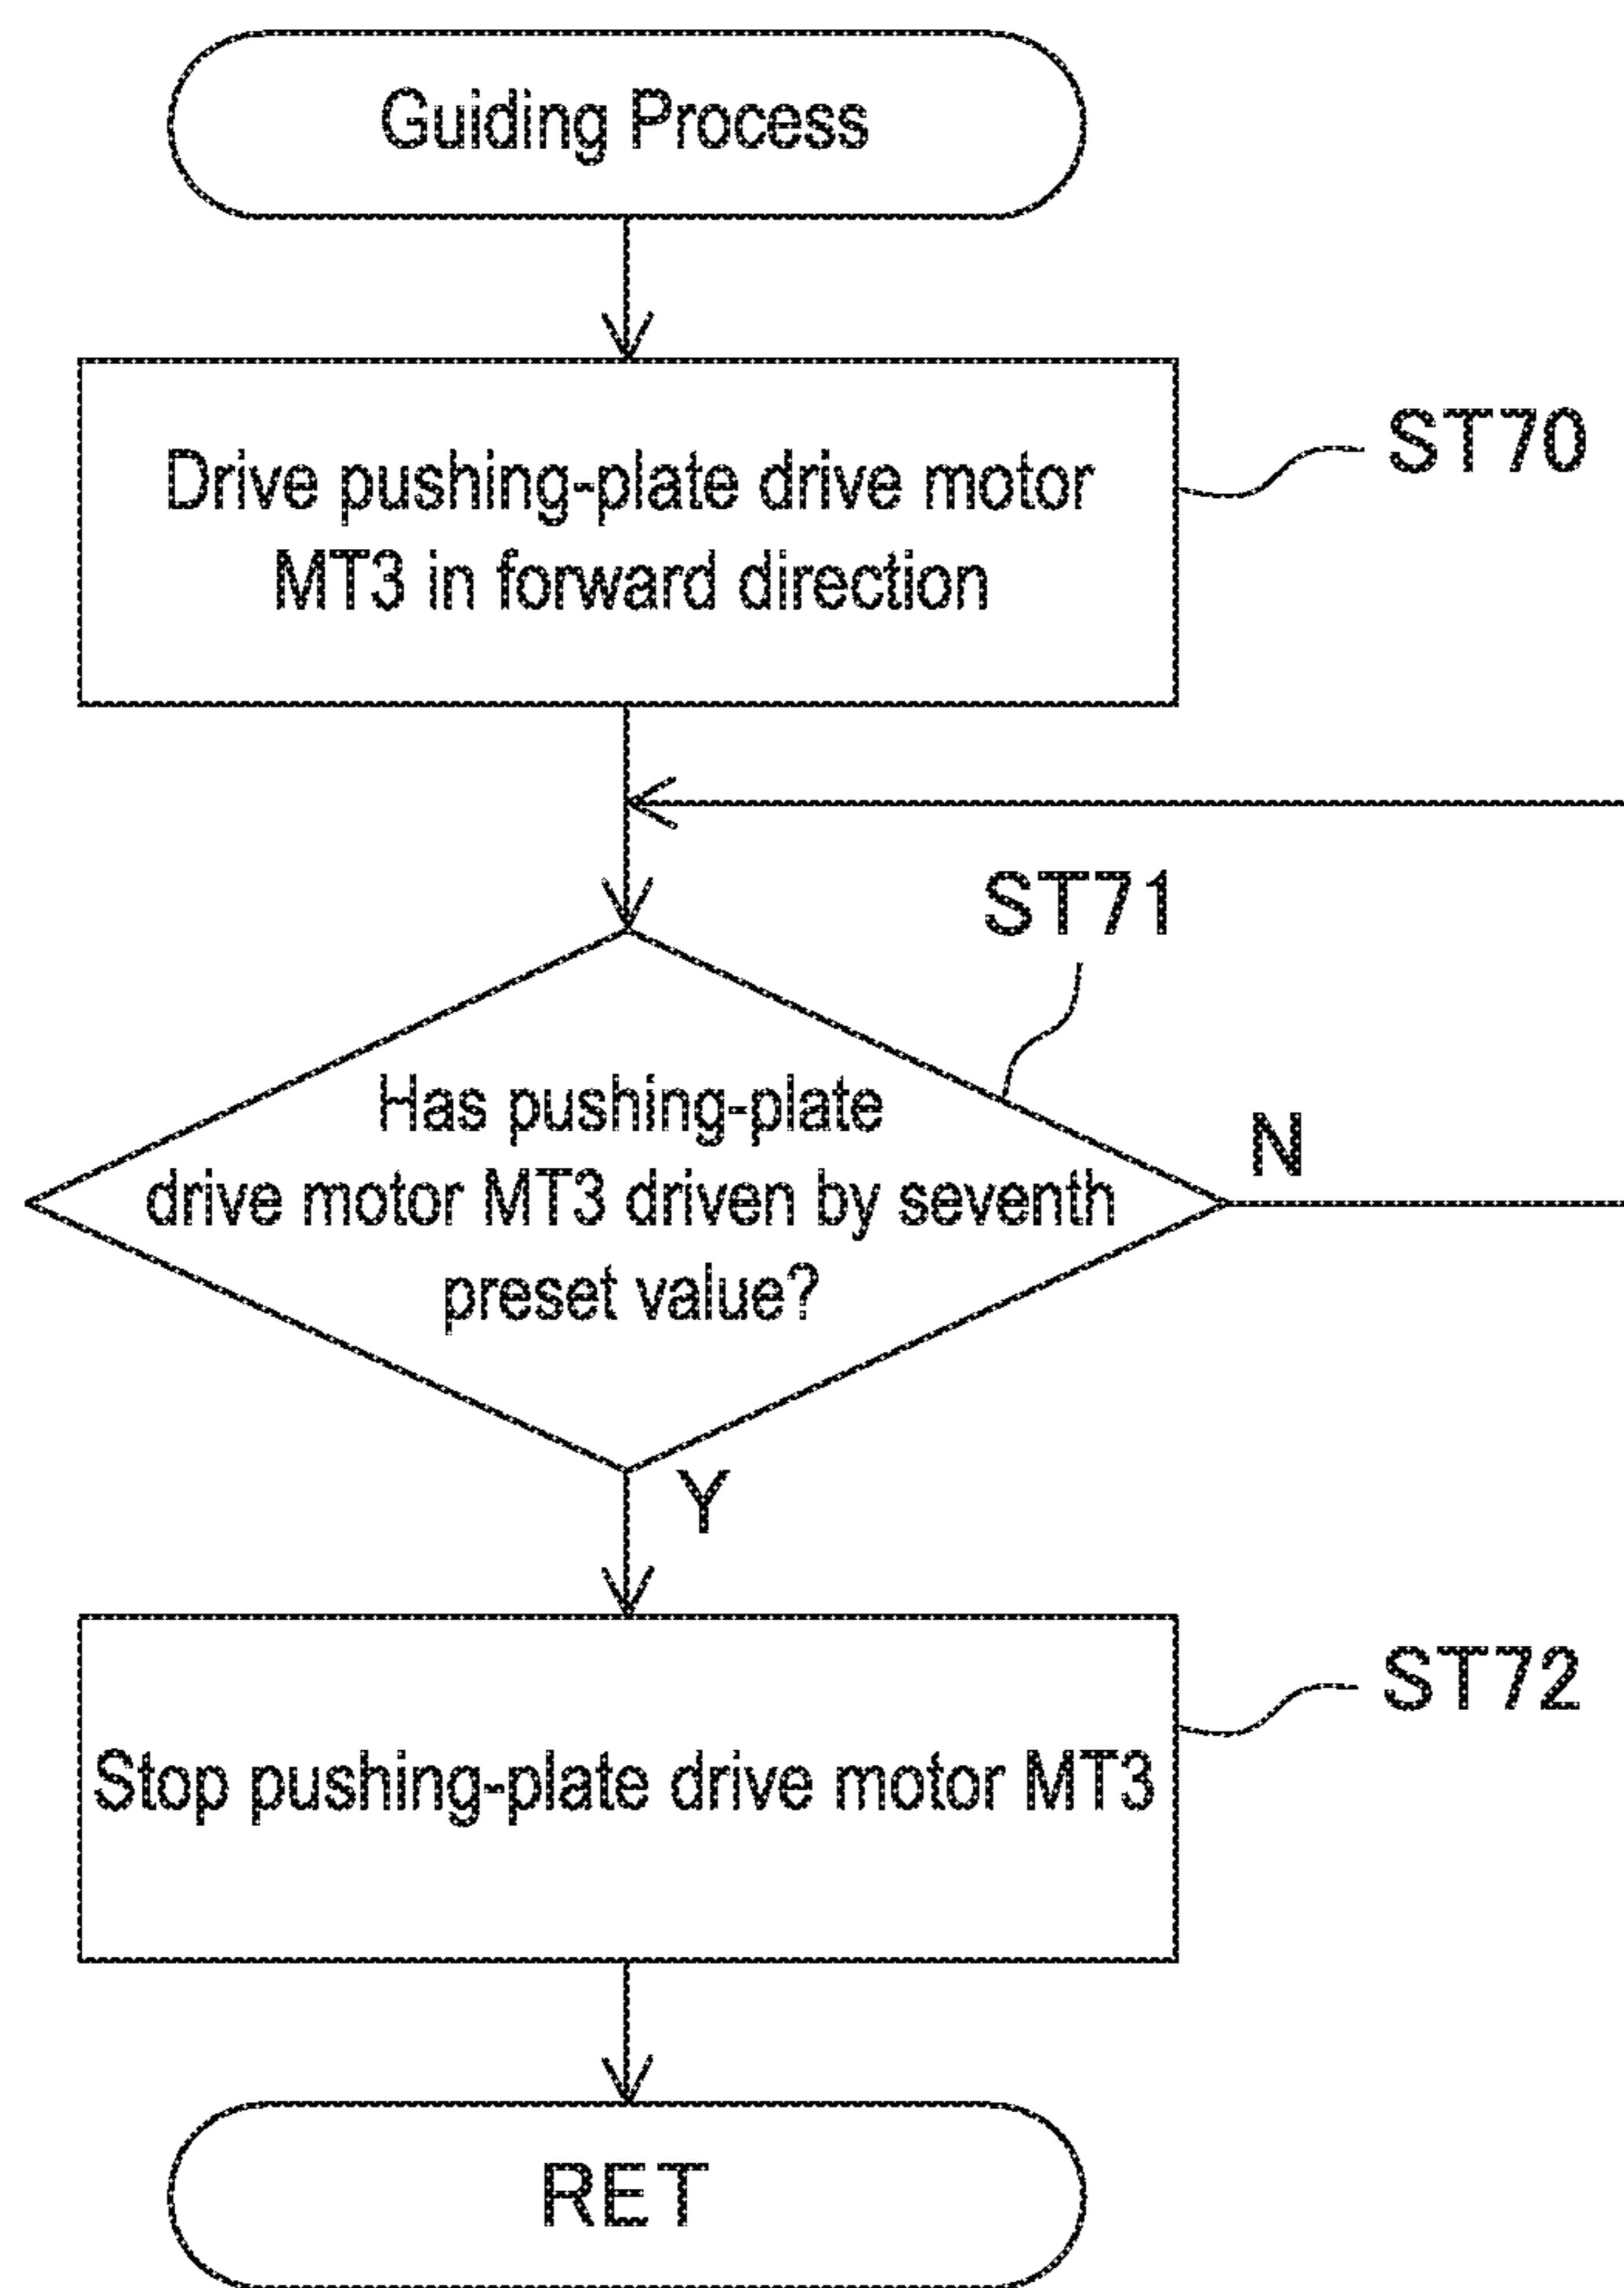 Guiding Process
Drive pushing-plate drive motor
MT3 in forward direction
ST70
ST71
Has pushing-plate
drive motor MT3 driven by seventh
preset value?
N
Y
Stop pushing-plate drive motor MT3
ST72
RET